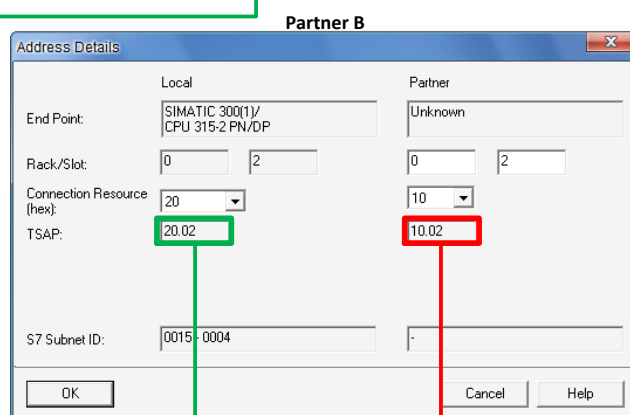 Partner B
Address Details
Local Partner
End Point: SIMATIC 300(1)/ Unknown
CPU 315-2 PN/DP
Rack/Slot: 0 2 0 2
Connection Resource
(hex): 20 10
TSAP: 20.02 10.02
S7 Subnet ID: 0015 - 0004 -
OK Cancel Help